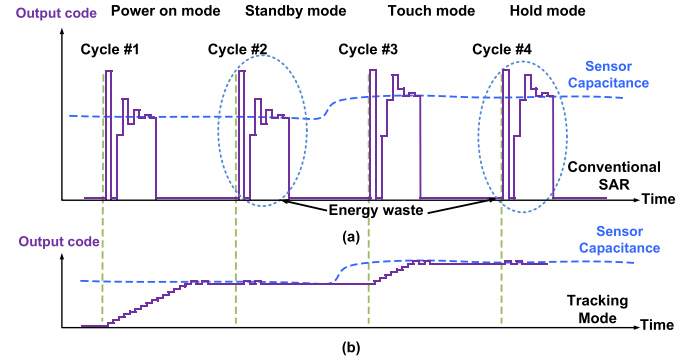 Output code
Power on mode
Standby mode
Touch mode
Hold mode
Cycle #1
Cycle #2
Cycle #3
Cycle #4
Sensor
Capacitance
Conventional
SAR
Time
Energy waste
(a)
Output code
Sensor
Capacitance
Tracking
Mode
Time
(b)